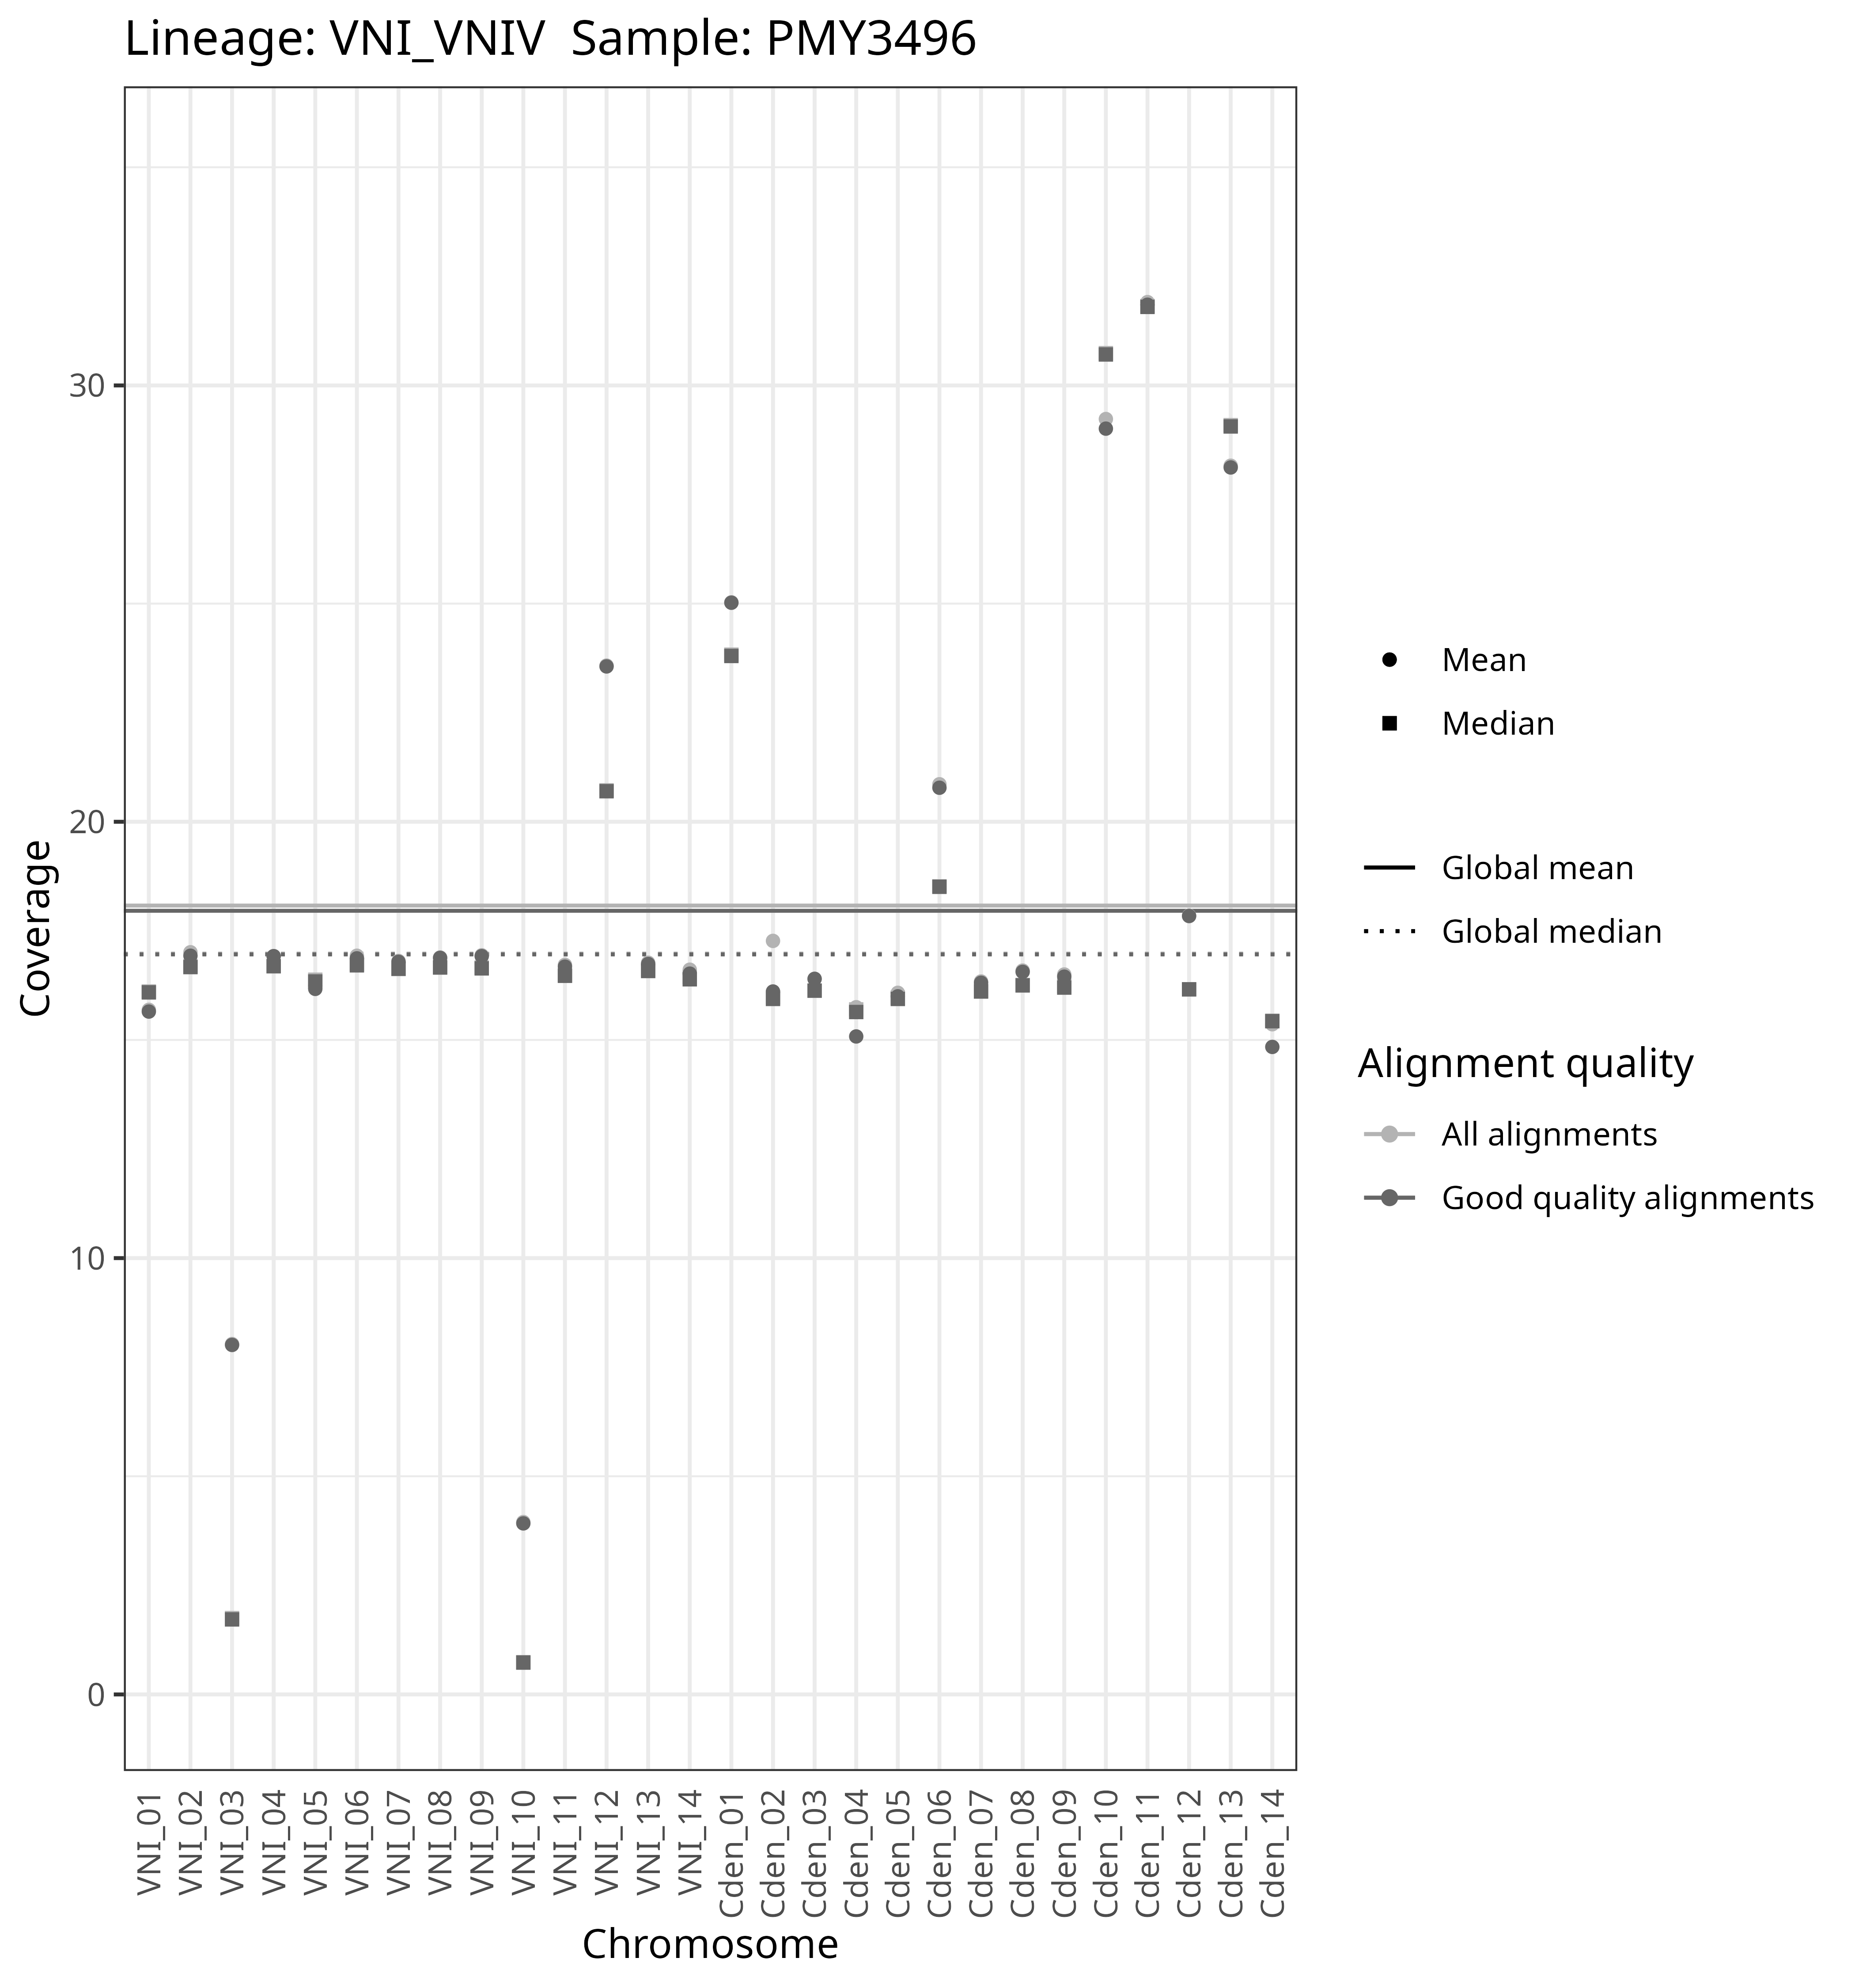 Lineage: VNI_VNIV  Sample: PMY3496
30
20
10
0
Coverage
VNI_01
VNI_02
VNI_03
VNI_04
VNI_05
VNI_06
VNI_07
VNI_08
VNI_09
VNI_10
VNI_11
VNI_12
VNI_13
VNI_14
Cden_01
Cden_02
Cden_03
Cden_04
Cden_05
Cden_06
Cden_07
Cden_08
Cden_09
Cden_10
Cden_11
Cden_12
Cden_13
Cden_14
Chromosome
Mean
Median
Global mean
Global median
Alignment quality
All alignments
Good quality alignments